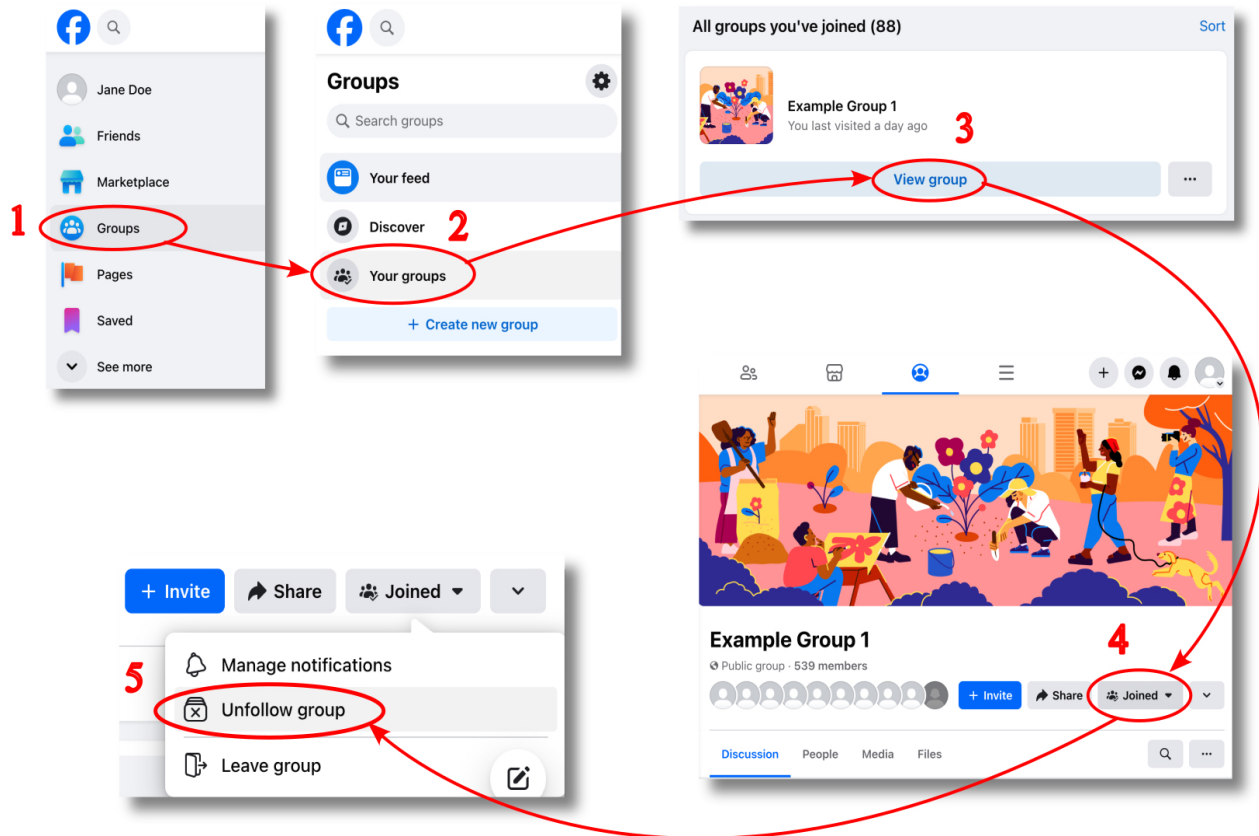 1
Jane Doe
Friends
Marketplace
Groups
Pages
Saved
See more
2
Groups
Search groups
Your feed
Discover
Your groups
+ Create new group
All groups you've joined (88)
Sort
Example Group 1
You last visited a day ago
3
View group
Example Group 1
4
Public group · 539 members
+ Invite
Share
Joined
Discussion
People
Media
Files
5
+ Invite
Share
Joined
Manage notifications
Unfollow group
Leave group